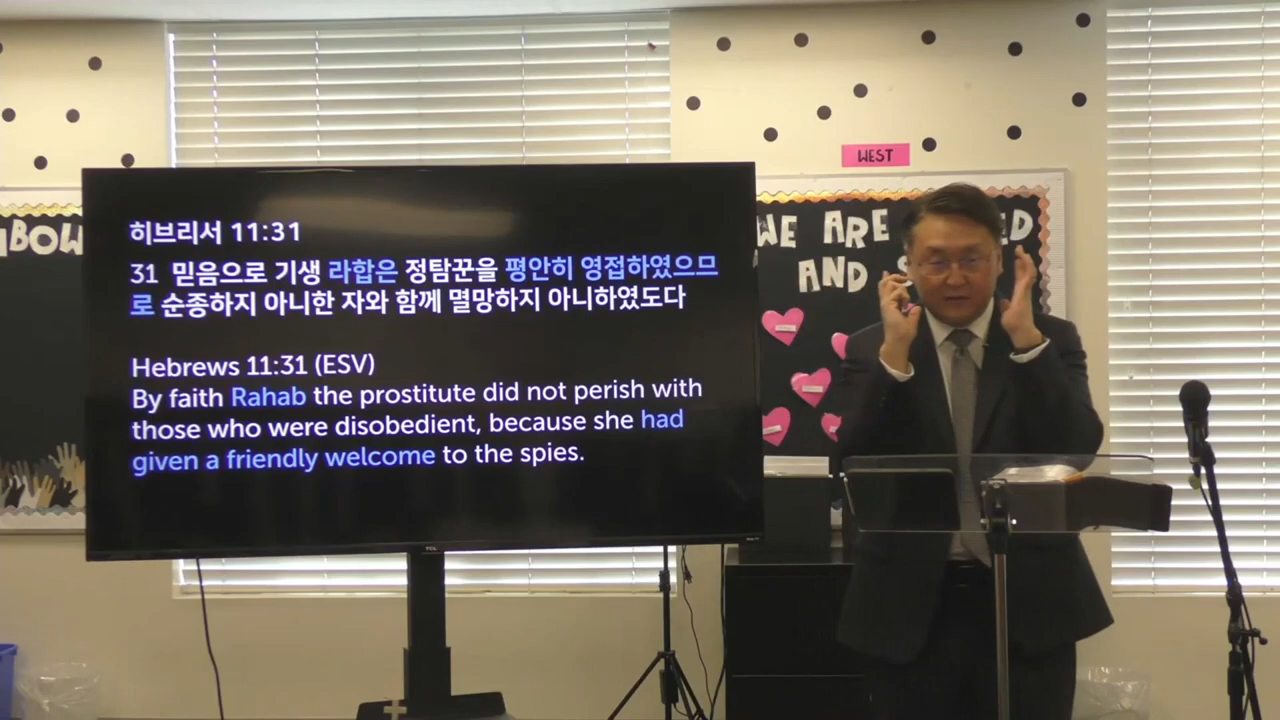 WEST
BOW
WE ARE ED
AND
히브리서 11:31
31 믿음으로 기생 라합은 정탐꾼을 평안히 영접하였으므
로 순종하지 아니한 자와 함께 멸망하지 아니하였도다
Hebrews 11:31 (ESV)
By faith Rahab the prostitute did not perish with
those who were disobedient, because she had
given a friendly welcome to the spies.
TCL